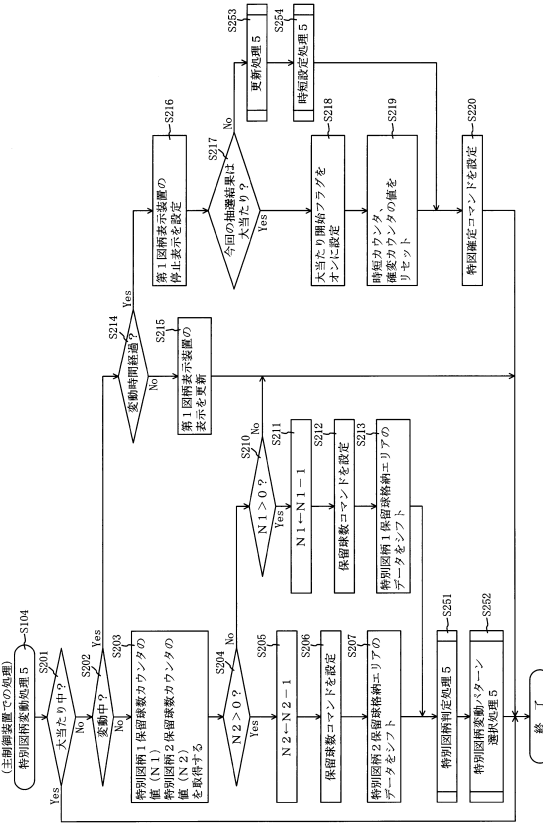 (主制御装置での処理)
特別図柄変動処理5
S104
S201
大当たり中?
Yes
No
S202
変動中?
Yes
No
S203
特別図柄1保留球数カウンタの
値(N1)
特別図柄2保留球数カウンタの
値(N2)
を取得する
S204
N2>0?
No
Yes
S205
N2←N2-1
S206
保留球数コマンドを設定
S207
特別図柄2保留球格納エリアの
データをシフト
S210
N1>0?
No
Yes
S211
N1←N1-1
S212
保留球数コマンドを設定
S213
特別図柄1保留球格納エリアの
データをシフト
S251
特別図柄判定処理5
S252
特別図柄変動パターン
選択処理5
S214
変動時間経過?
Yes
No
S215
第1図柄表示装置の
表示を更新
S216
第1図柄表示装置の
停止表示を設定
S217
今回の抽選結果は
大当たり?
No
Yes
S218
大当たり開始フラグを
オンに設定
S219
時短カウンタ、
確変カウンタの値を
リセット
S253
更新処理5
S254
時短設定処理5
S220
特図確定コマンドを設定
終了